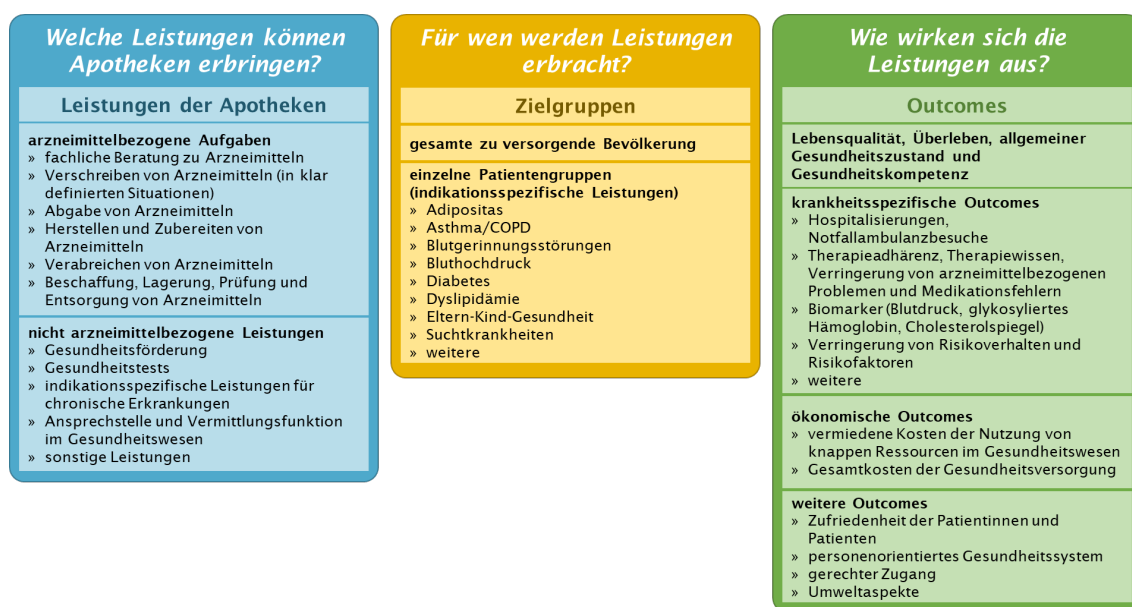 Welche Leistungen können
Apotheken erbringen?
Leistungen der Apotheken
arzneimittelbezogene Aufgaben
» fachliche Beratung zu Arzneimitteln
» Verschreiben von Arzneimitteln (in klar
definierten Situationen)
» Abgabe von Arzneimitteln
» Herstellen und Zubereiten von
Arzneimitteln
» Verabreichen von Arzneimitteln
» Beschaffung, Lagerung, Prüfung und
Entsorgung von Arzneimitteln
nicht arzneimittelbezogene Leistungen
» Gesundheitsförderung
» Gesundheitstests
» indikationsspezifische Leistungen für
chronische Erkrankungen
» Ansprechstelle und Vermittlungsfunktion
im Gesundheitswesen
» sonstige Leistungen
Für wen werden Leistungen
erbracht?
Zielgruppen
gesamte zu versorgende Bevölkerung
einzelne Patientengruppen
(indikationsspezifische Leistungen)
» Adipositas
» Asthma/COPD
» Blutgerinnungsstörungen
» Bluthochdruck
» Diabetes
» Dyslipidämie
» Eltern-Kind-Gesundheit
» Suchtkrankheiten
» weitere
Wie wirken sich die
Leistungen aus?
Outcomes
Lebensqualität, Überleben, allgemeiner
Gesundheitszustand und
Gesundheitskompetenz
krankheitsspezifische Outcomes
» Hospitalisierungen,
Notfallambulanzbesuche
» Therapieadhärenz, Therapiewissen,
Verringerung von arzneimittelbezogenen
Problemen und Medikationsfehlern
» Biomarker (Blutdruck, glykosyliertes
Hämoglobin, Cholesterolspiegel)
» Verringerung von Risikoverhalten und
Risikofaktoren
» weitere
ökonomische Outcomes
» vermiedene Kosten der Nutzung von
knappen Ressourcen im Gesundheitswesen
» Gesamtkosten der Gesundheitsversorgung
weitere Outcomes
» Zufriedenheit der Patientinnen und
Patienten
» personenorientiertes Gesundheitssystem
» gerechter Zugang
» Umweltaspekte